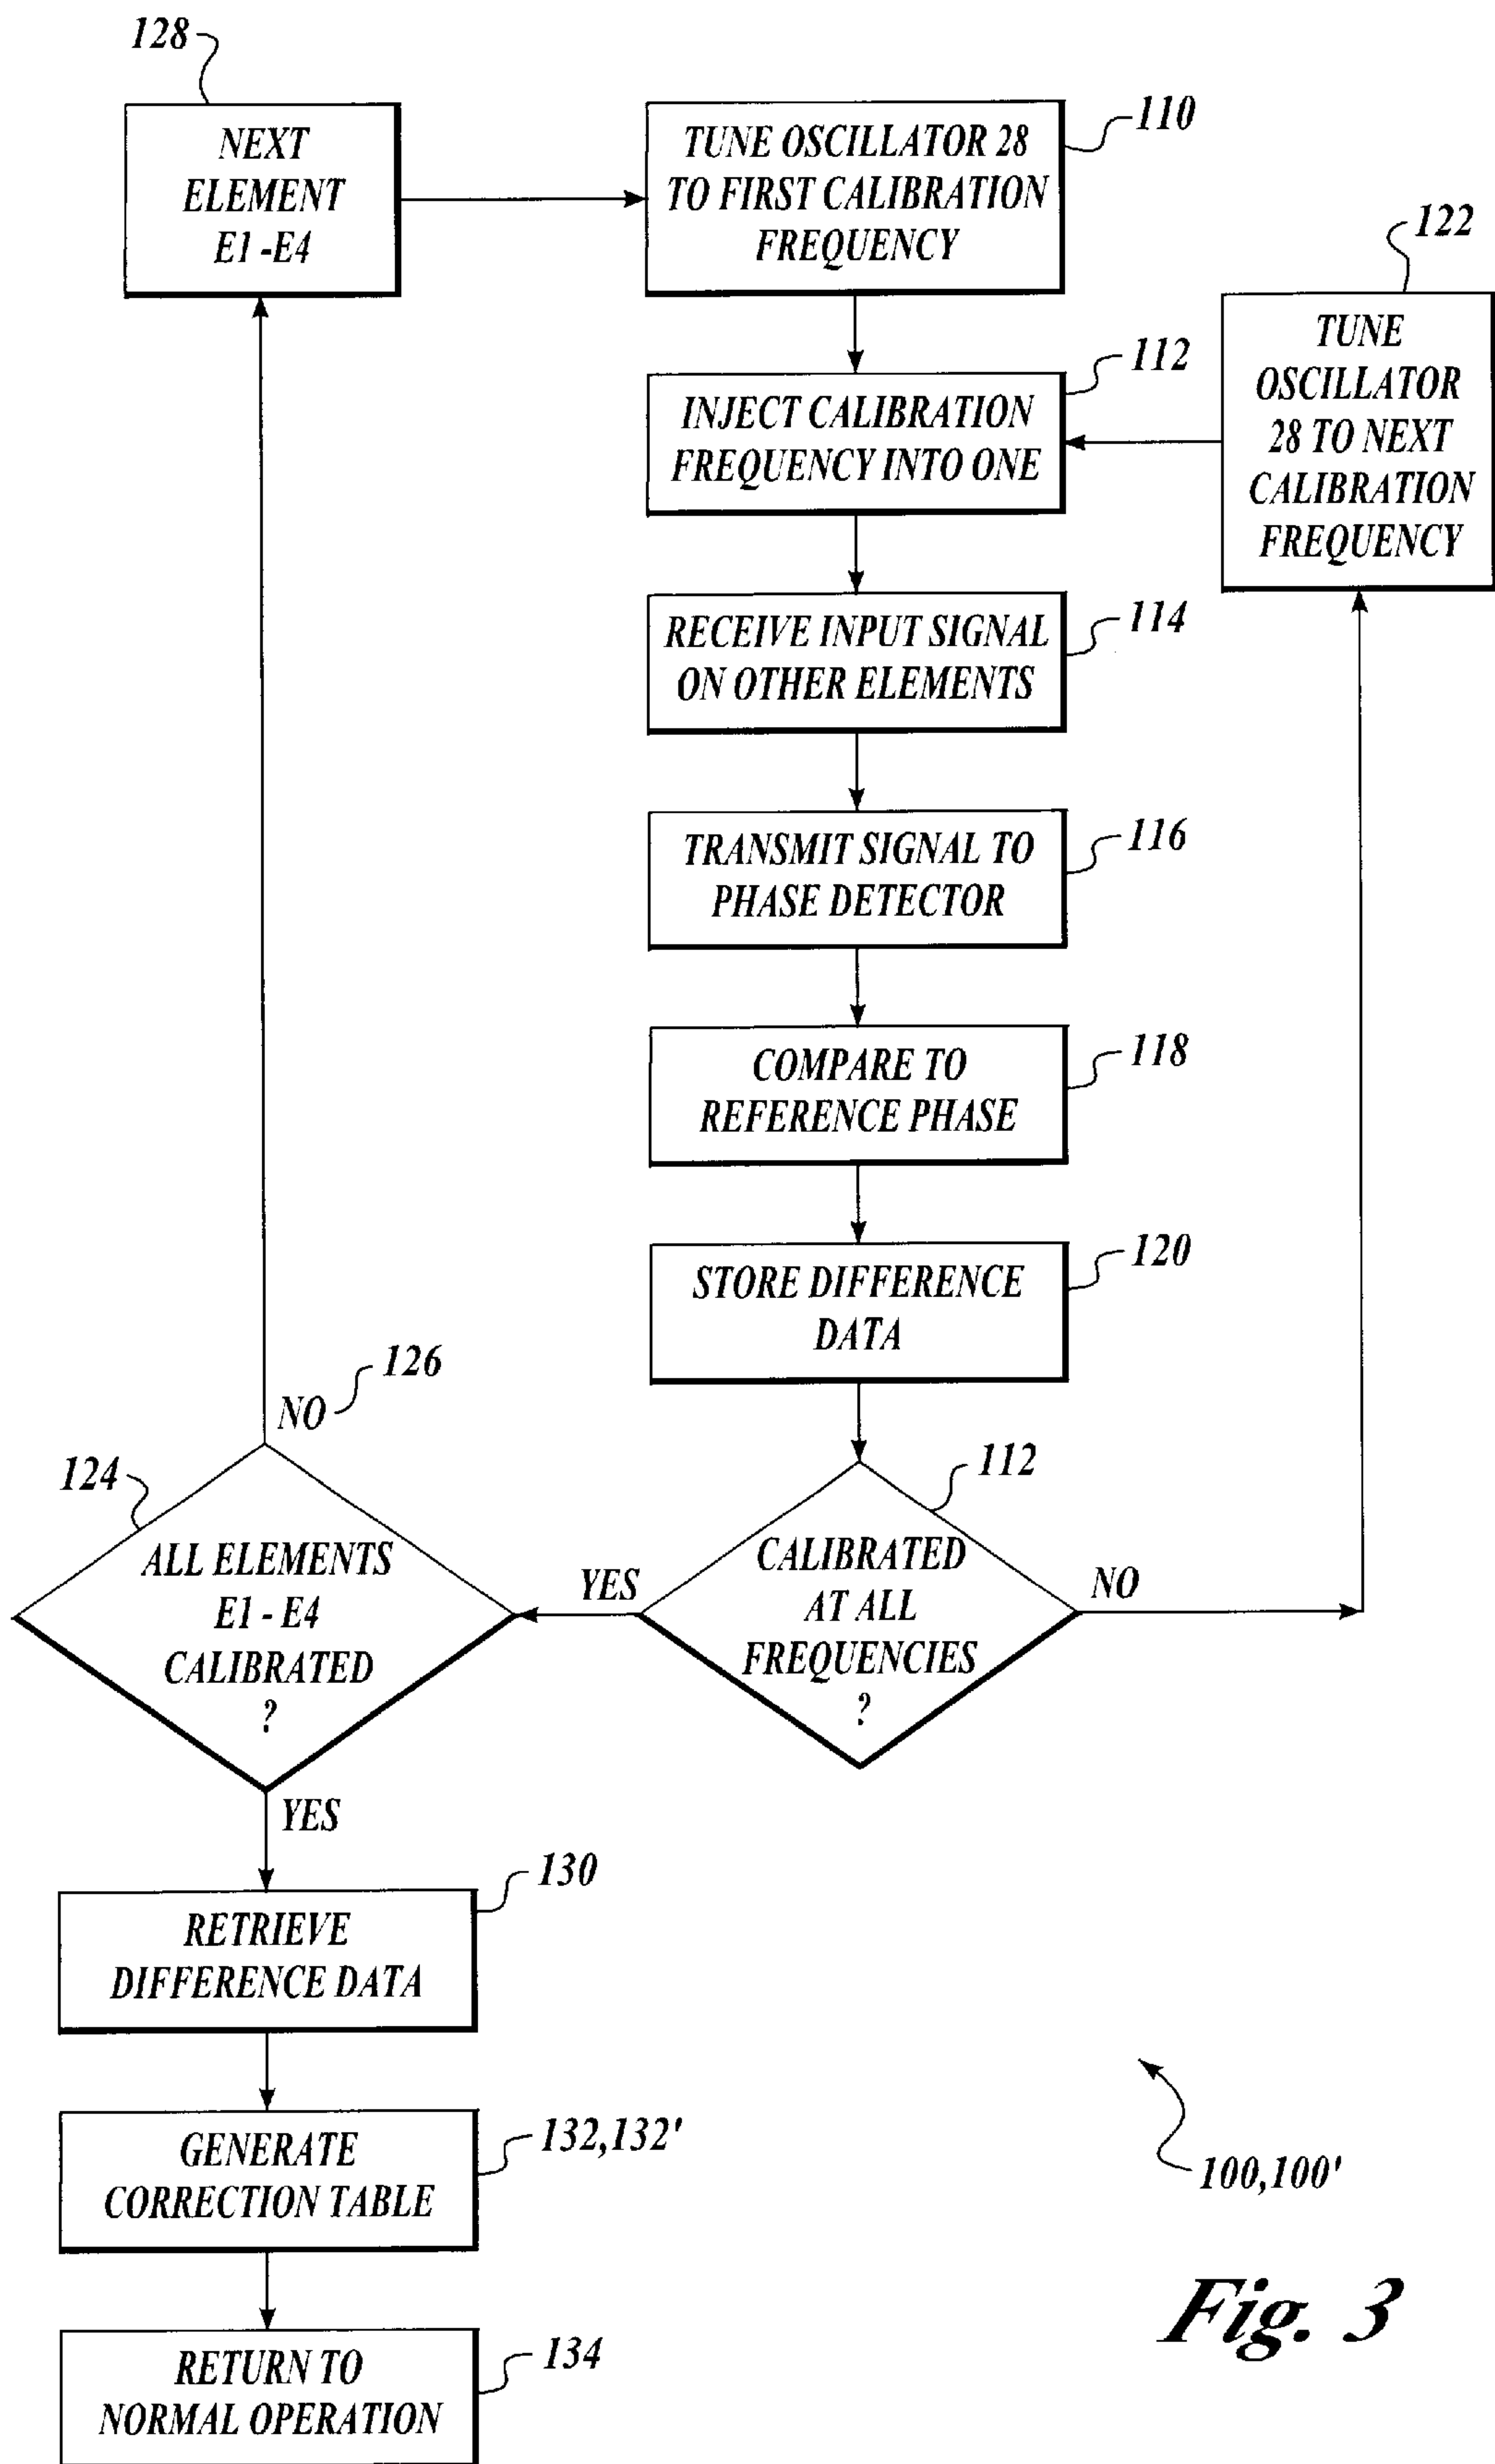 128
NEXT
ELEMENT
E1 -E4
TUNE OSCILLATOR 28
TO FIRST CALIBRATION
FREQUENCY
110
122
TUNE
OSCILLATOR
28 TO NEXT
CALIBRATION
FREQUENCY
112
INJECT CALIBRATION
FREQUENCY INTO ONE
114
RECEIVE INPUT SIGNAL
ON OTHER ELEMENTS
116
TRANSMIT SIGNAL TO
PHASE DETECTOR
118
COMPARE TO
REFERENCE PHASE
120
STORE DIFFERENCE
DATA
126
NO
124
ALL ELEMENTS
E1 - E4
CALIBRATED
?
YES
112
CALIBRATED
AT ALL
FREQUENCIES
?
NO
YES
130
RETRIEVE
DIFFERENCE DATA
132,132'
GENERATE
CORRECTION TABLE
134
RETURN TO
NORMAL OPERATION
100,100'
Fig. 3